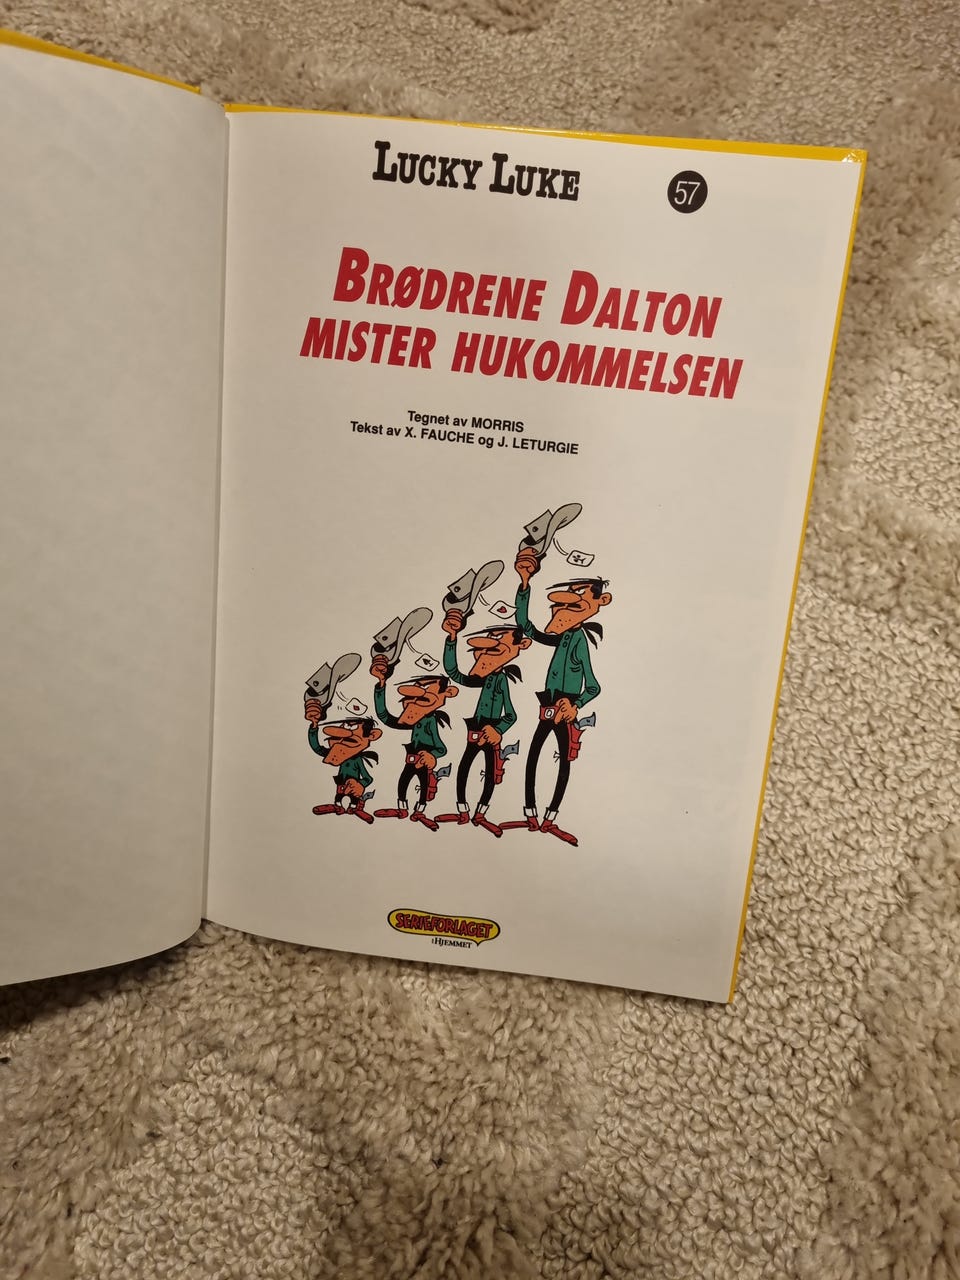 LUCKY LUKE
57
BRØDRENE DALTON
MISTER HUKOMMELSEN
Tegnet av MORRIS
Tekst av X. FAUCHE og J. LETURGIE
SERIEFORLAGET
I HJEMMET